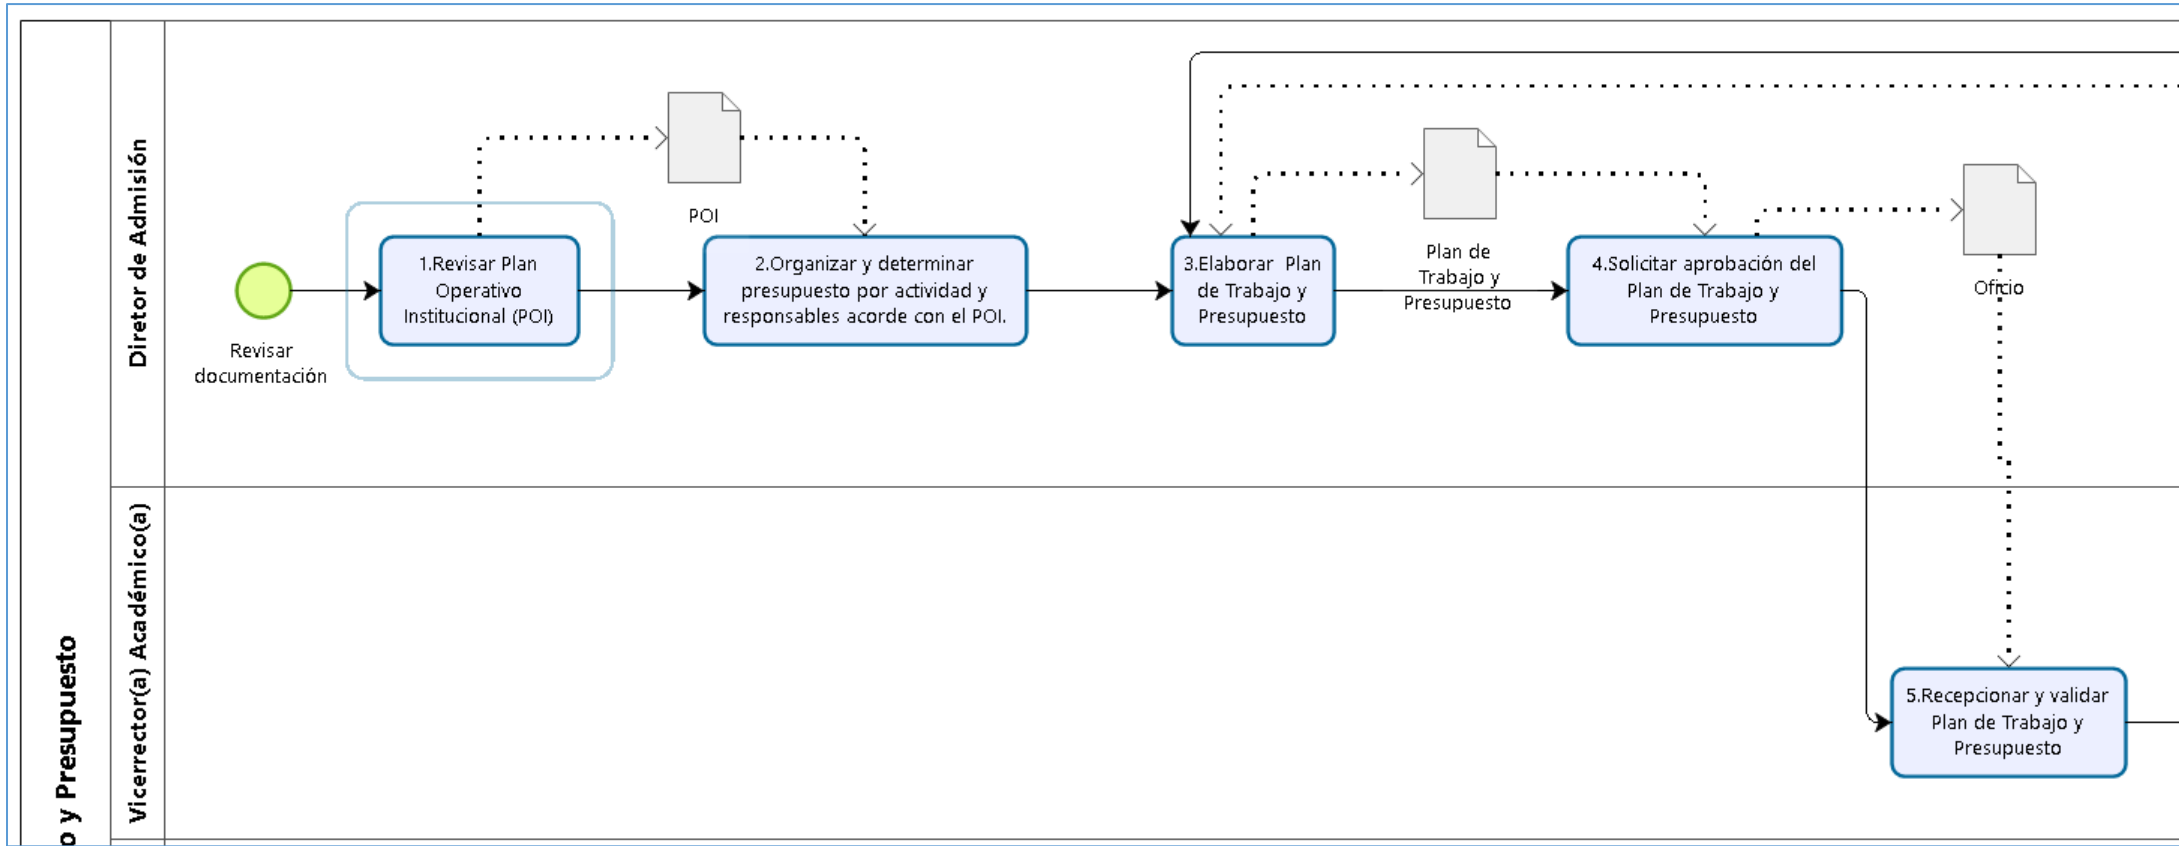 o y Presupuesto
Diretor de Admisión
Revisar
documentación
1.Revisar Plan
Operativo
Institucional (POI)
POI
2.Organizar y determinar
presupuesto por actividad y
responsables acorde con el POI.
3.Elaborar Plan
de Trabajo y
Presupuesto
Plan de
Trabajo y
Presupuesto
4.Solicitar aprobación del
Plan de Trabajo y
Presupuesto
Oficio
Vicerrector(a) Académico(a)
5.Recepcionar y validar
Plan de Trabajo y
Presupuesto